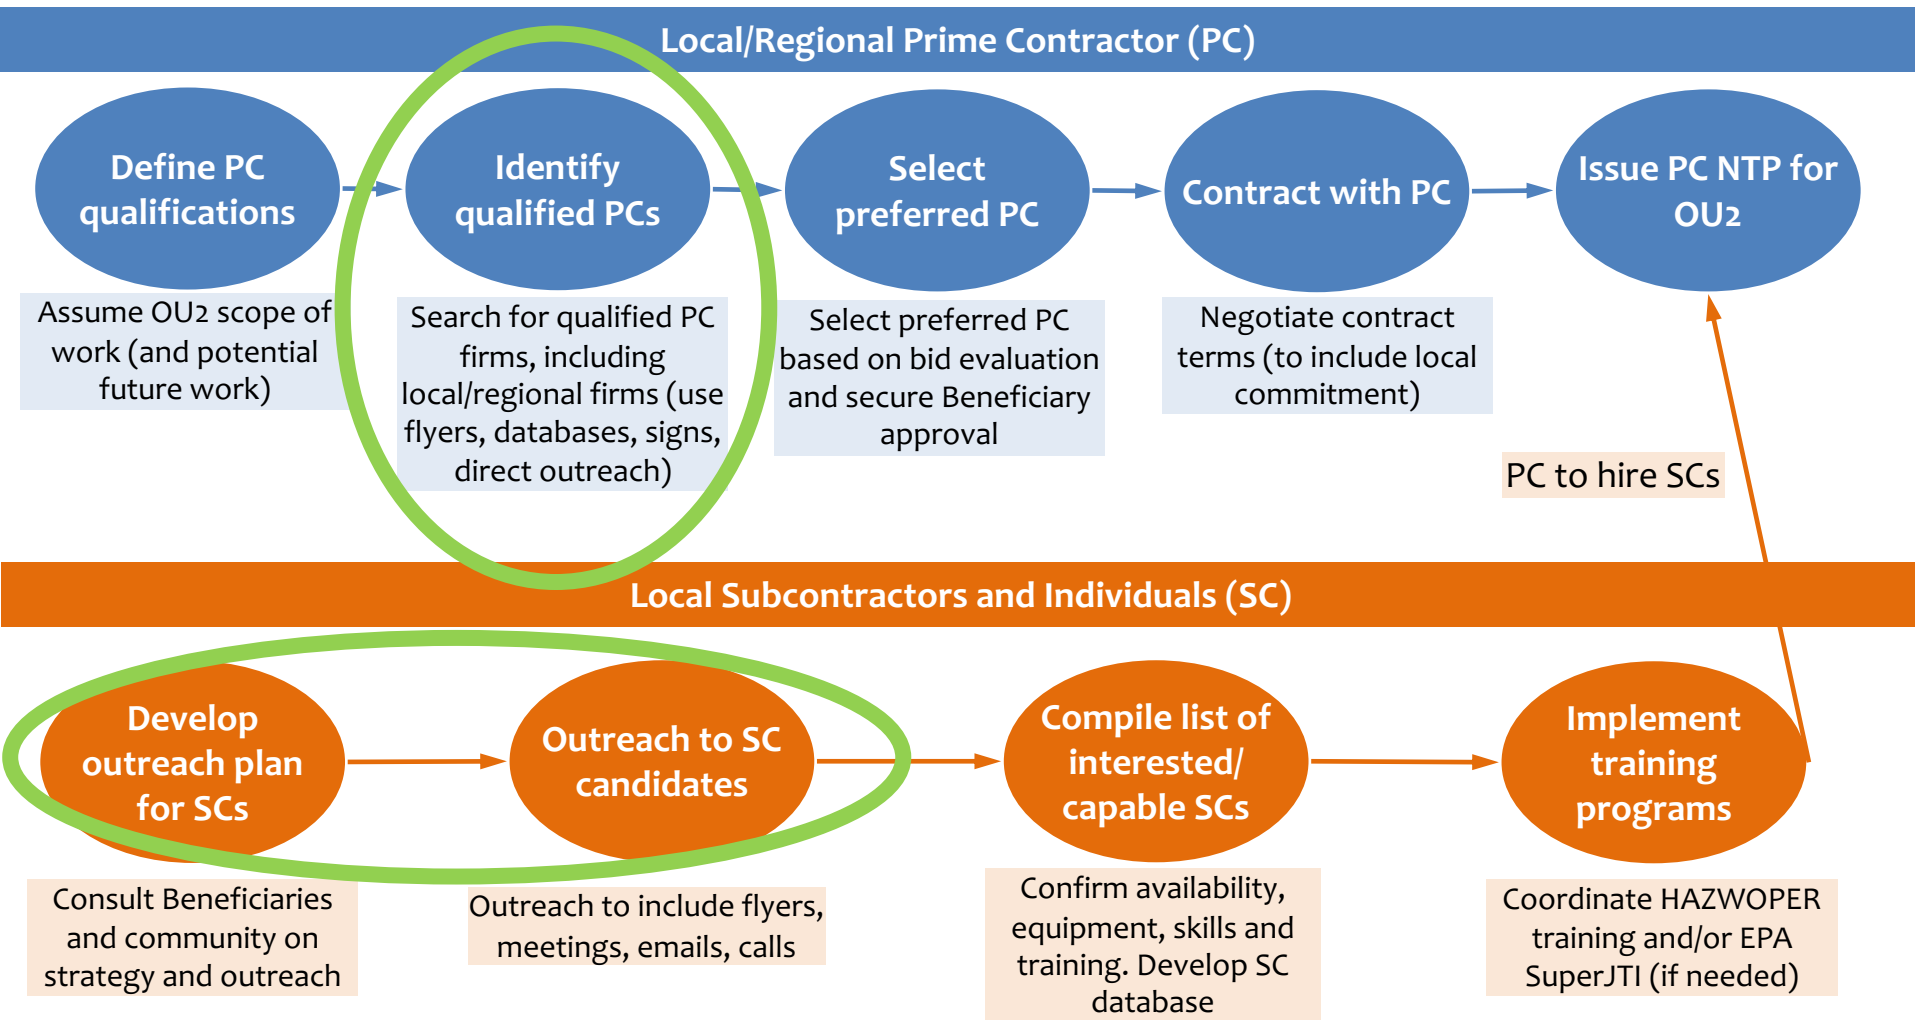 Local/Regional Prime Contractor (PC)
Define PC
qualifications
Identify
qualified PCs
Select
preferred PC
Contract with PC
Issue PC NTP for
OU2
Assume OU2 scope of
work (and potential
future work)
Search for qualified PC
firms, including
local/regional firms (use
flyers, databases, signs,
direct outreach)
Select preferred PC
based on bid evaluation
and secure Beneficiary
approval
Negotiate contract
terms (to include local
commitment)
PC to hire SCs
Local Subcontractors and Individuals (SC)
Develop
outreach plan
for SCs
Outreach to SC
candidates
Compile list of
interested/
capable SCs
Implement
training
programs
Consult Beneficiaries
and community on
strategy and outreach
Outreach to include flyers,
meetings, emails, calls
Confirm availability,
equipment, skills and
training. Develop SC
database
Coordinate HAZWOPER
training and/or EPA
SuperJTI (if needed)